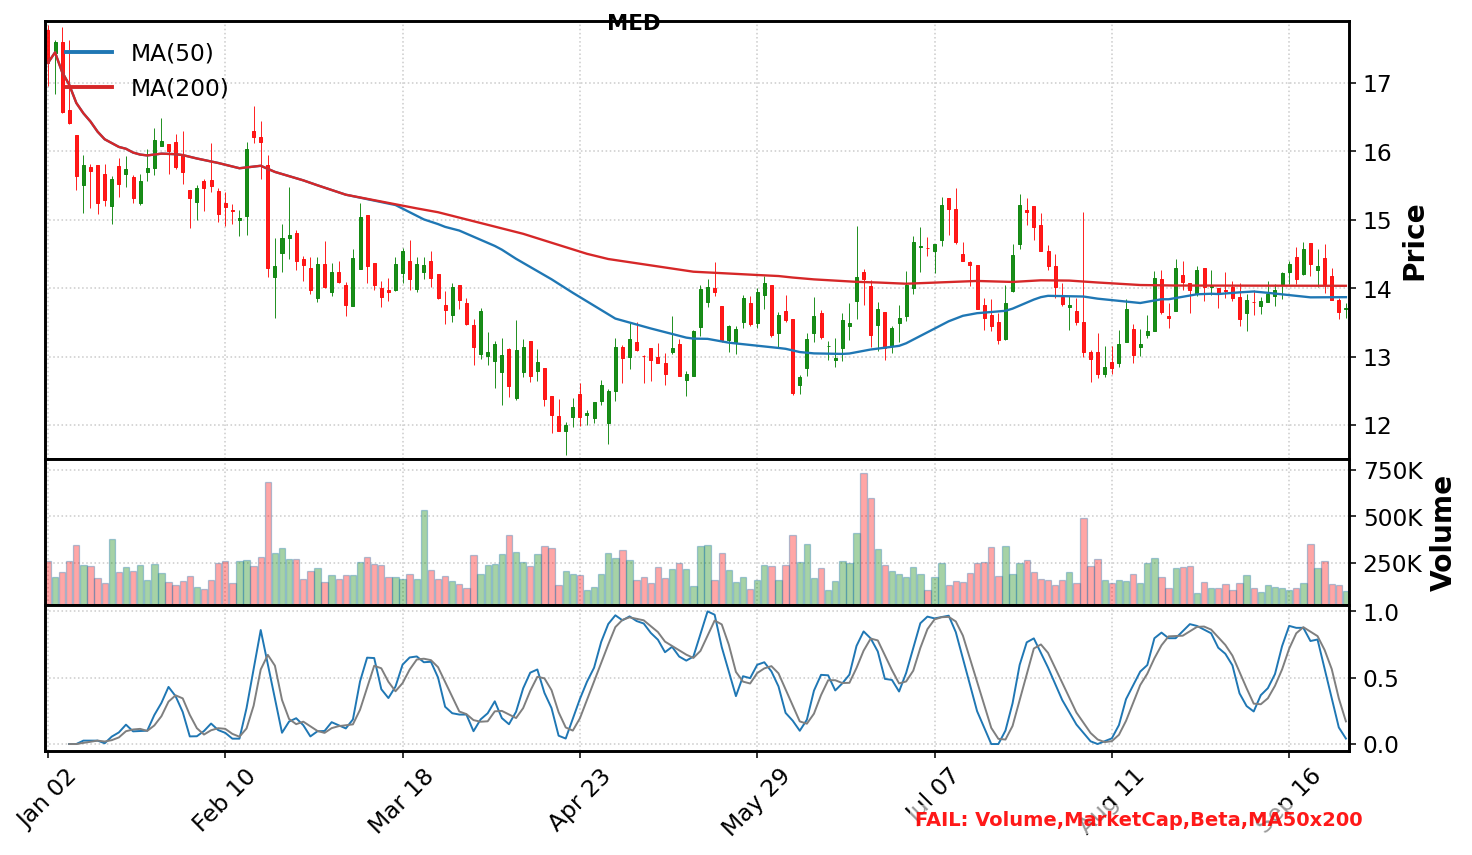 MED
MA(50)
MA(200)
17
16
15
14
13
12
Price
750K
500K
250K
Volume
1.0
0.5
0.0
Jan 02
Feb 10
Mar 18
Apr 23
May 29
Jul 07
Aug 11
Sep 16
FAIL: Volume,MarketCap,Beta,MA50x200